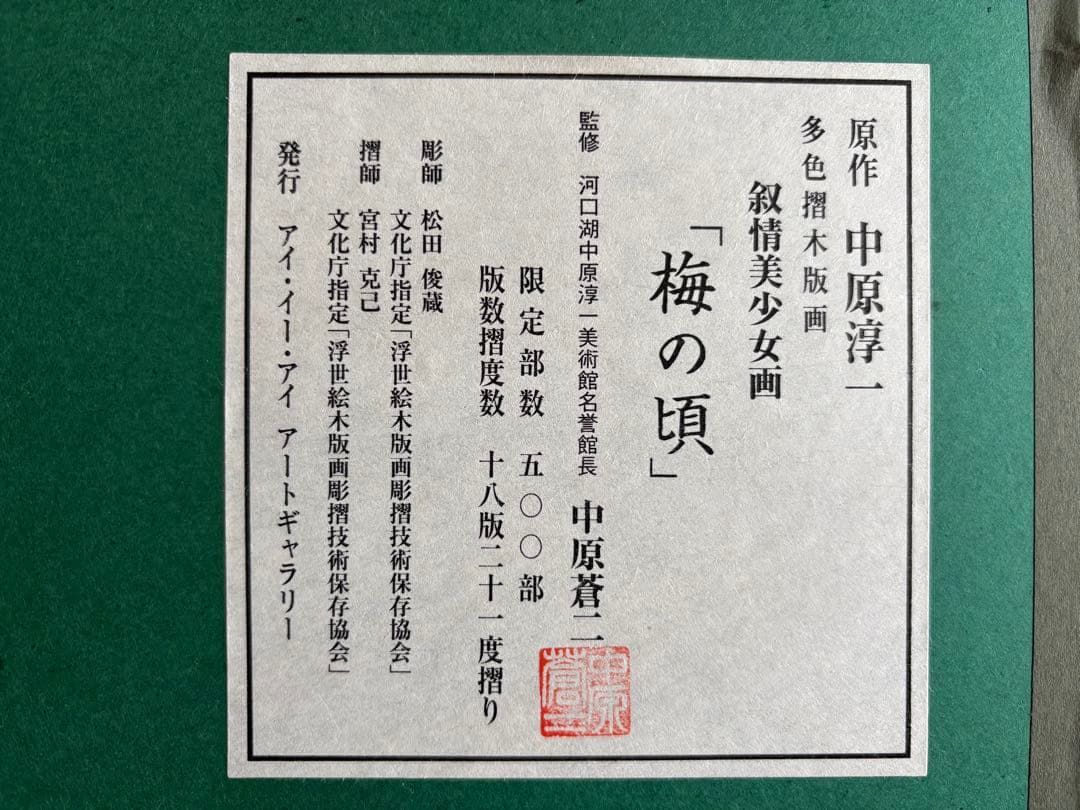 原作　中原淳一
多色摺木版画
叙情美少女画
「梅の頃」
監修　河口湖中原淳一美術館名誉館長　中原蒼二
限定部数　五〇〇部
版数摺度数　十八版二十一度摺り
彫師　松田　俊蔵
文化庁指定「浮世絵木版画彫摺技術保存協会」
摺師　宮村　克己
文化庁指定「浮世絵木版画彫摺技術保存協会」
発行　アイ・イー・アイ　アートギャラリー
中原蒼二